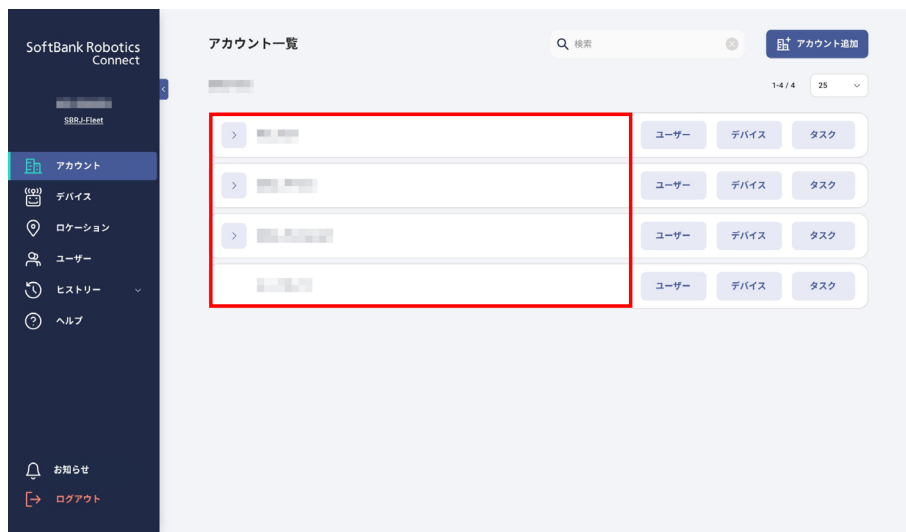 SoftBank Robotics
Connect
SBRJ-Fleet
アカウント
デバイス
ロケーション
ユーザー
ヒストリー
ヘルプ
お知らせ
ログアウト
アカウント一覧
検索
アカウント追加
1-4 / 4
25
ユーザー デバイス タスク
ユーザー デバイス タスク
ユーザー デバイス タスク
ユーザー デバイス タスク